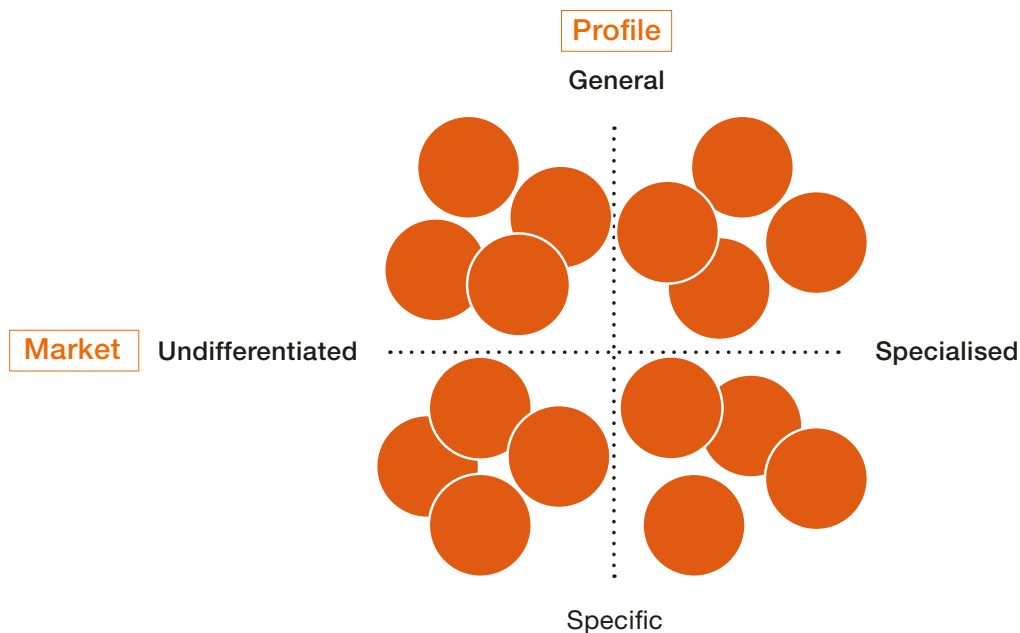 Profile
General
Market
Undifferentiated
Specialised
Specific